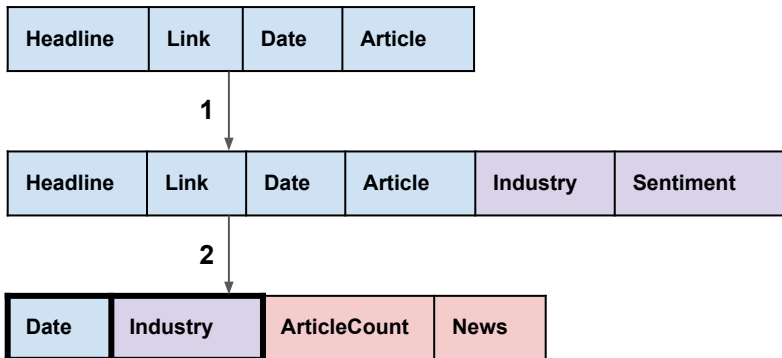 Headline Link Date Article
1
Headline Link Date Article Industry Sentiment
2
Date Industry ArticleCount News